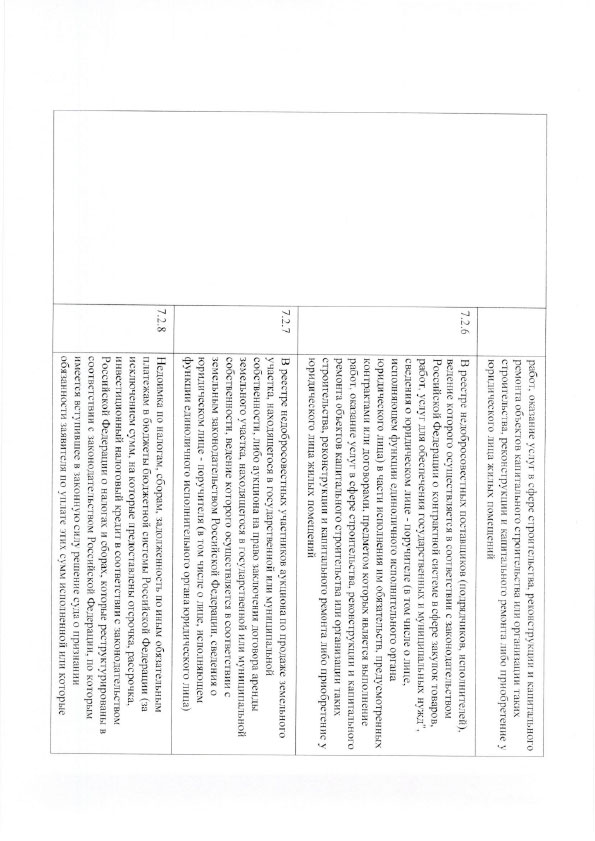 работ, оказание услуг в сфере строительства, реконструкции и капитального
ремонта объектов капитального строительства или организации таких
строительства, реконструкции и капитального ремонта либо приобретение у
юридического лица жилых помещений
7.2.6
В реестре недобросовестных поставщиков (подрядчиков, исполнителей),
ведение которого осуществляется в соответствии с законодательством
Российской Федерации о контрактной системе в сфере закупок товаров,
работ, услуг для обеспечения государственных и муниципальных нужд",
сведения о юридическом лице - поручителе (в том числе о лице,
исполняющем функции единоличного исполнительного органа
юридического лица) в части исполнения им обязательств, предусмотренных
контрактами или договорами, предметом которых является выполнение
работ, оказание услуг в сфере строительства, реконструкции и капитального
ремонта объектов капитального строительства или организации таких
строительства, реконструкции и капитального ремонта либо приобретение у
юридического лица жилых помещений
7.2.7
В реестре недобросовестных участников аукциона по продаже земельного
участка, находящегося в государственной или муниципальной
собственности, либо аукциона на право заключения договора аренды
земельного участка, находящегося в государственной или муниципальной
собственности, ведение которого осуществляется в соответствии с
земельным законодательством Российской Федерации, сведения о
юридическом лице - поручителя (в том числе о лице, исполняющем
функции единоличного исполнительного органа юридического лица)
7.2.8
Недоимке по налогам, сборам, задолженность по иным обязательным
платежам в бюджеты бюджетной системы Российской Федерации (за
исключением сумм, на которые предоставлены отсрочка, рассрочка,
инвестиционный налоговый кредит в соответствии с законодательством
Российской Федерации о налогах и сборах, которые реструктурированы в
соответствии с законодательством Российской Федерации, по которым
имеется вступившее в законную силу решение суда о признании
обязанности заявителя по уплате этих сумм исполненной или которые